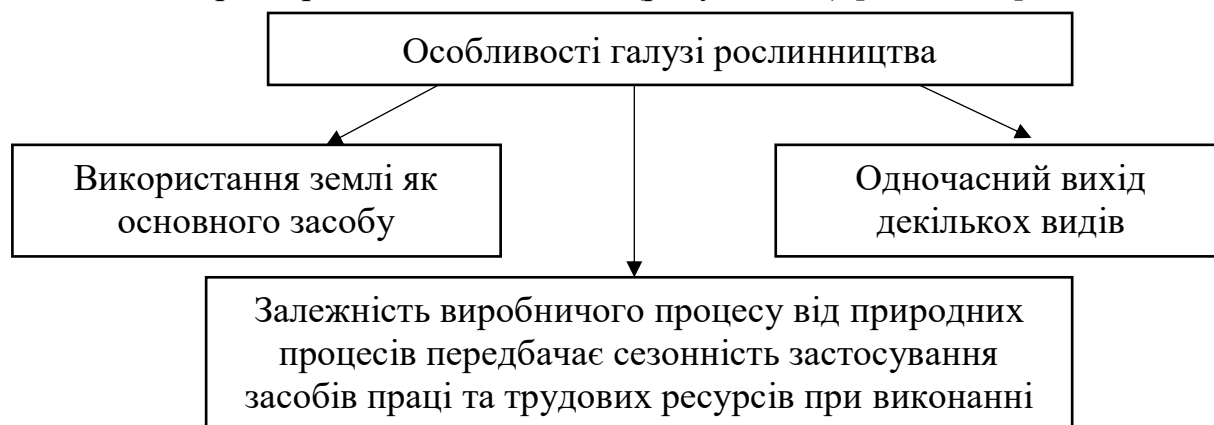 Особливості галузі рослинництва
Використання землі як
основного засобу
Одночасний вихід
декількох видів
Залежність виробничого процесу від природних
процесів передбачає сезонність застосування
засобів праці та трудових ресурсів при виконанні